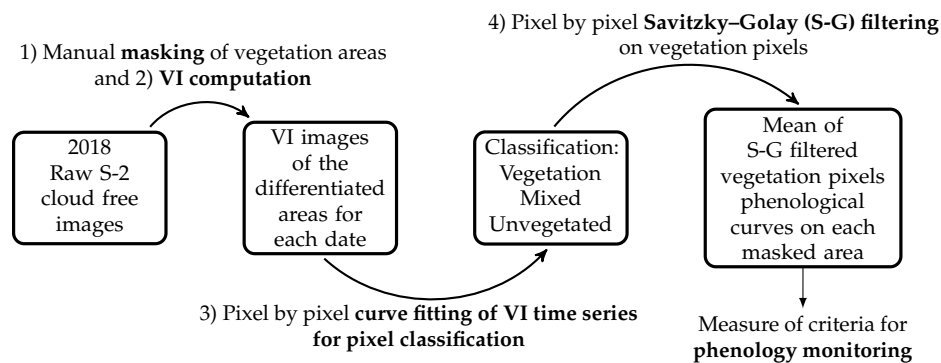 1) Manual masking of vegetation areas
and 2) VI computation
2018
Raw S-2
cloud free
images
VI images
of the
differentiated
areas for
each date
3) Pixel by pixel curve fitting of VI time series
for pixel classification
Classification:
Vegetation
Mixed
Unvegetated
4) Pixel by pixel Savitzky–Golay (S-G) filtering
on vegetation pixels
Mean of
S-G filtered
vegetation pixels
phenological
curves on each
masked area
Measure of criteria for
phenology monitoring